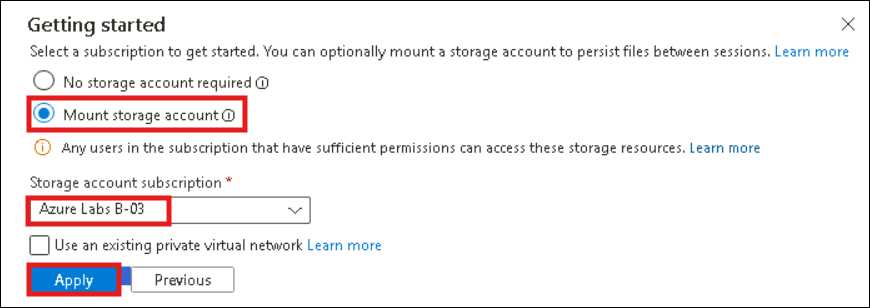 Getting started
Select a subscription to get started. You can optionally mount a storage account to persist files between sessions. Learn more
No storage account required
Mount storage account
Any users in the subscription that have sufficient permissions can access these storage resources. Learn more
Storage account subscription *
Azure Labs B-03
Use an existing private virtual network Learn more
Apply Previous